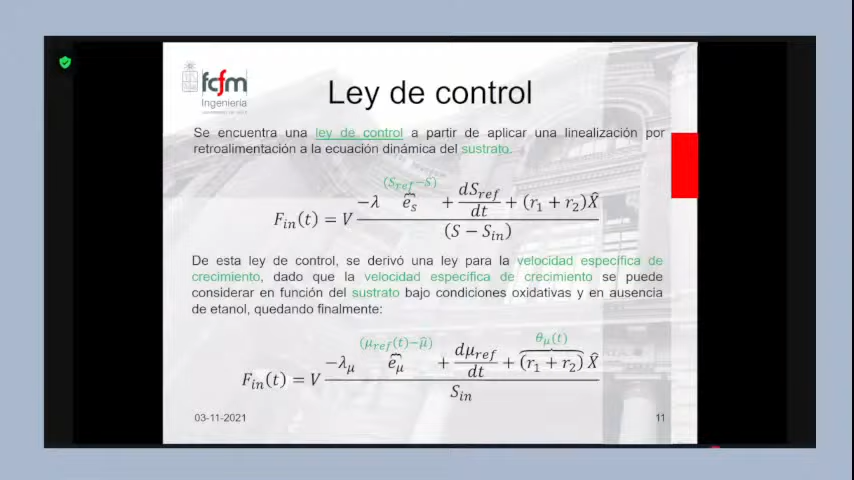 fcfm
Ingeniería
Ley de control
Se encuentra una ley de control a partir de aplicar una linealización por
retroalimentación a la ecuación dinámica del sustrato.
F_in(t) = V (−λ ȇ_s^(S_ref−S) + dS_ref/dt + (r_1 + r_2)X̂) / (S − S_in)
De esta ley de control, se derivó una ley para la velocidad específica de
crecimiento, dado que la velocidad específica de crecimiento se puede
considerar en función del sustrato bajo condiciones oxidativas y en ausencia
de etanol, quedando finalmente:
F_in(t) = V (−λ_μ ȇ_μ^(μ_ref(t)−μ̂) + dμ_ref/dt + (r_1 + r_2)^θ_μ(t) X̂) / S_in
03-11-2021
11